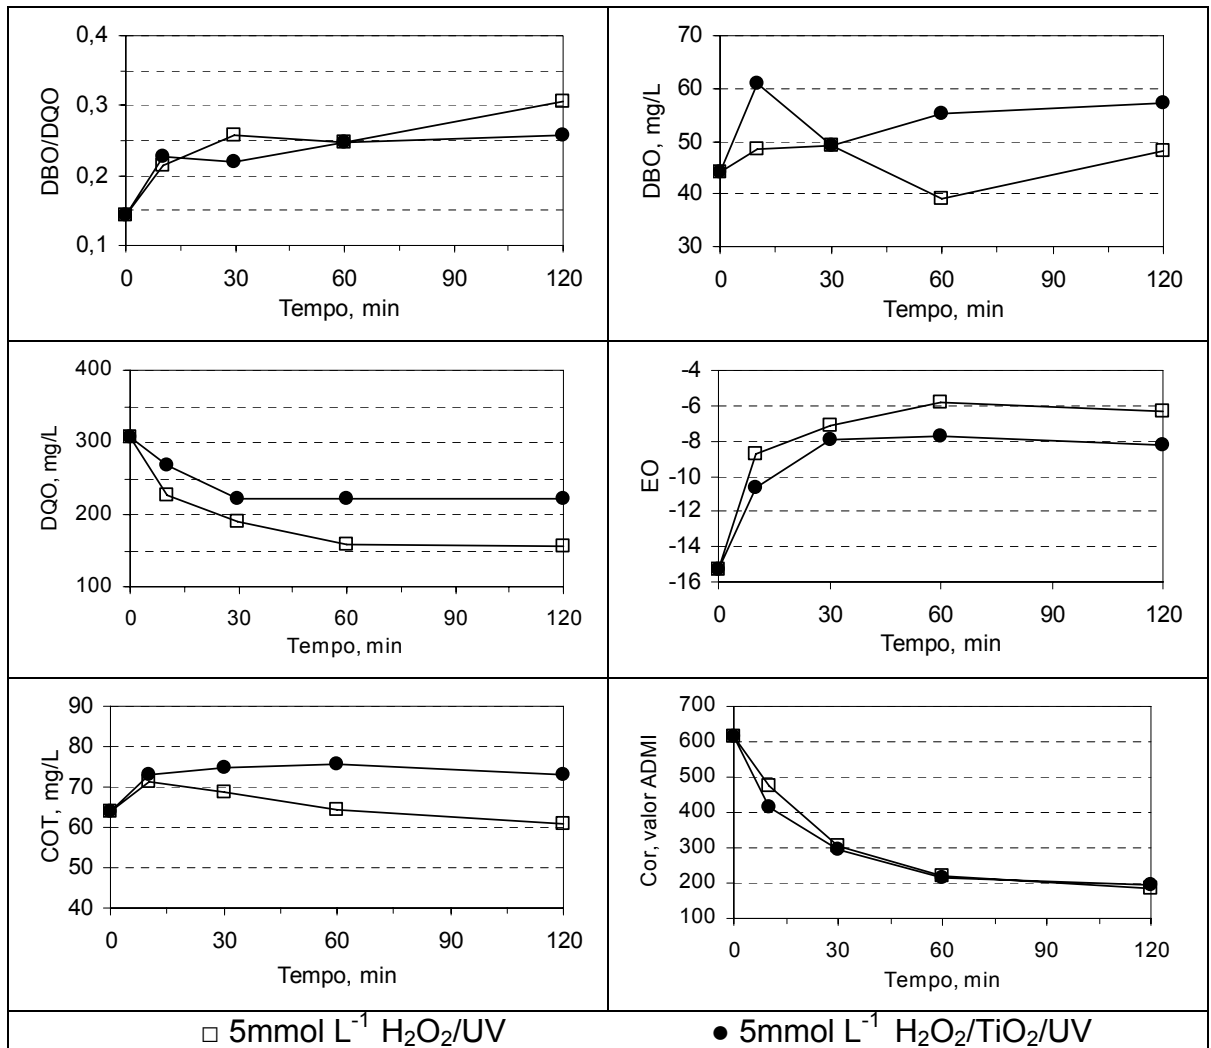 0,4
0,3
0,2
0,1
DBO/DQO
0 30 60 90 120
Tempo, min
70
60
50
40
30
DBO, mg/L
0 30 60 90 120
Tempo, min
400
300
200
100
DQO, mg/L
0 30 60 90 120
Tempo, min
-4
-6
-8
-10
-12
-14
-16
EO
0 30 60 90 120
Tempo, min
90
80
70
60
50
40
COT, mg/L
0 30 60 90 120
Tempo, min
700
600
500
400
300
200
100
Cor, valor ADMI
0 30 60 90 120
Tempo, min
5mmol L⁻¹ H₂O₂/UV
5mmol L⁻¹ H₂O₂/TiO₂/UV